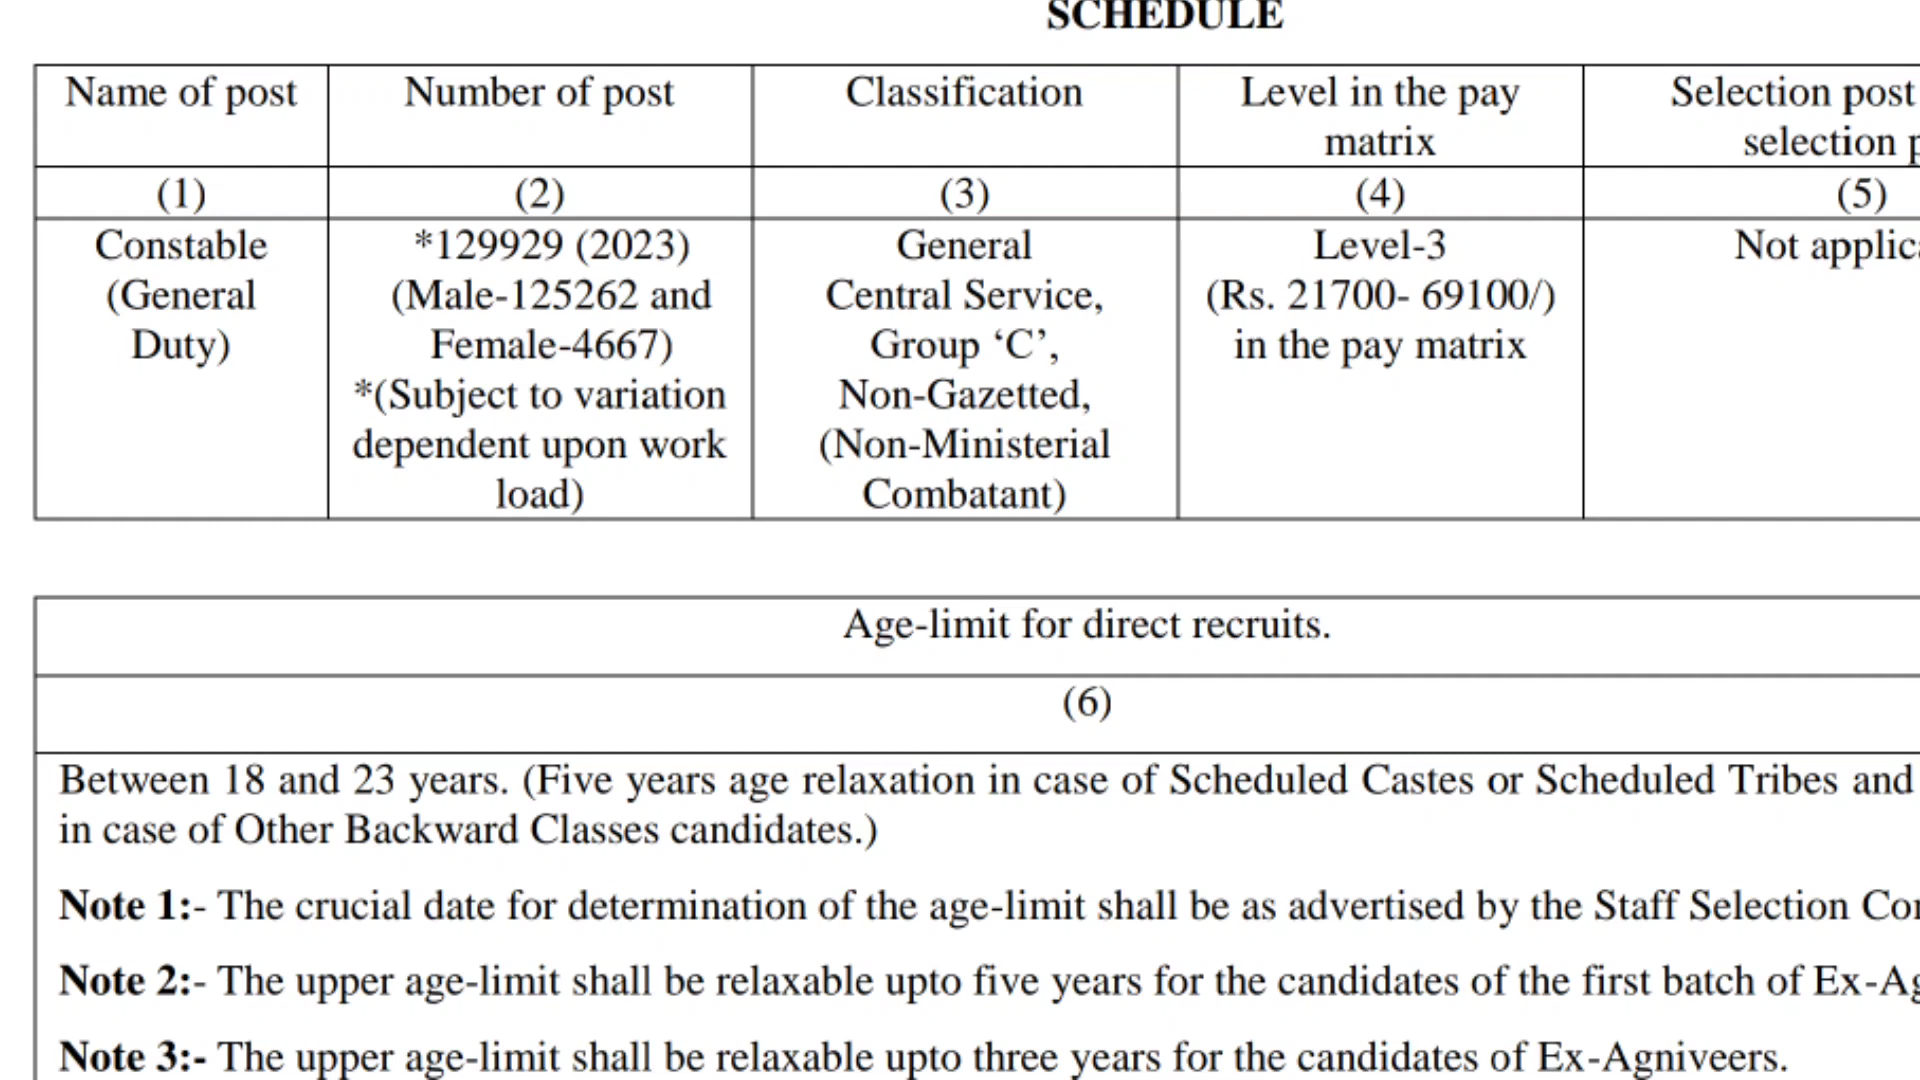 SCHEDULE
Name of post
Number of post
Classification
Level in the pay
matrix
Selection post
selection
(1)
(2)
(3)
(4)
(5)
Constable
(General
Duty)
*129929 (2023)
(Male-125262 and
Female-4667)
*(Subject to variation
dependent upon work
load)
General
Central Service,
Group ‘C’,
Non-Gazetted,
(Non-Ministerial
Combatant)
Level-3
(Rs. 21700- 69100/)
in the pay matrix
Not
Age-limit for direct recruits.
(6)
Between 18 and 23 years. (Five years age relaxation in case of Scheduled Castes or Scheduled Tribes and
in case of Other Backward Classes candidates.)
Note 1:- The crucial date for determination of the age-limit shall be as advertised by the Staff Selection
Note 2:- The upper age-limit shall be relaxable upto five years for the candidates of the first batch of
Note 3:- The upper age-limit shall be relaxable upto three years for the candidates of Ex-Agniveers.